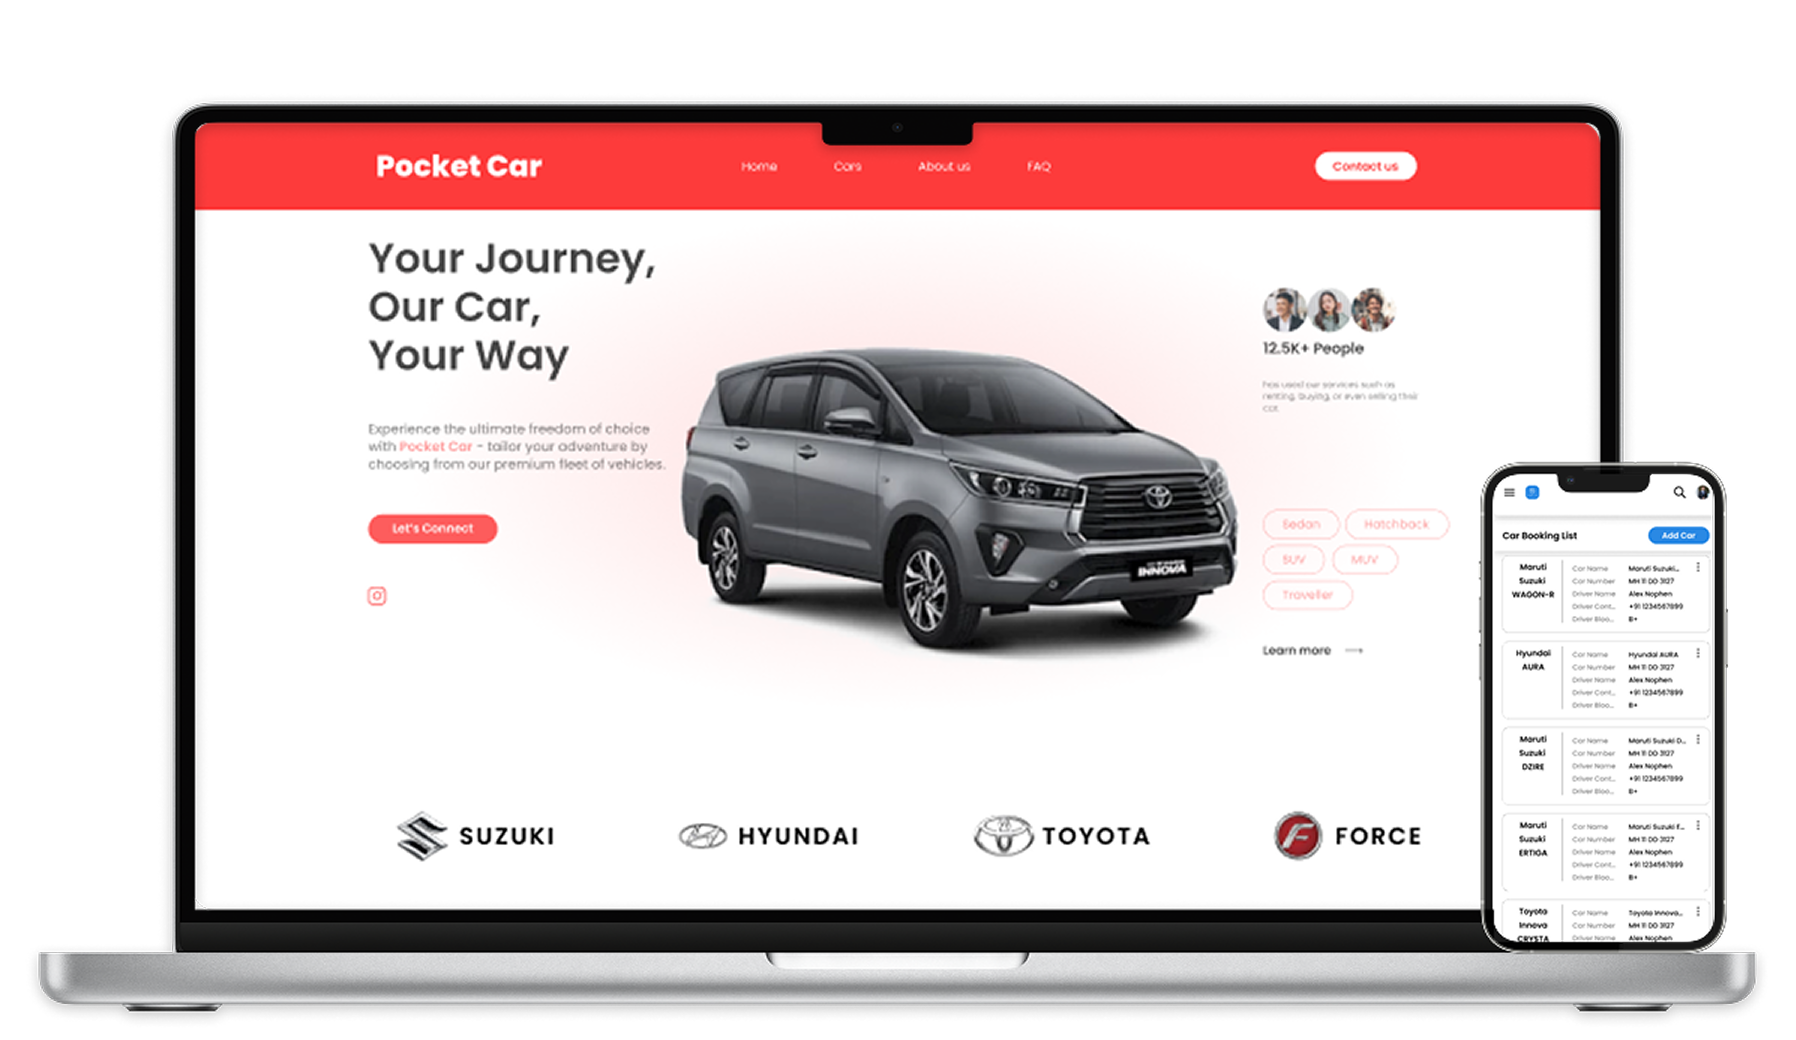 Pocket Car
Home
Cars
About us
FAQ
Contact us
Your Journey,
Our Car,
Your Way
Experience the ultimate freedom of choice
with Pocket Car - tailor your adventure by
choosing from our premium fleet of vehicles.
Let's Connect
12.5K+ People
has used our services such as
renting, buying, or even selling their
car.
INNOVA
Sedan
Hatchback
SUV
MUV
Traveller
Learn more
SUZUKI
HYUNDAI
TOYOTA
FORCE
Car Booking List
Add Car
Maruti
Suzuki
WAGON-R
Car Name Maruti Suzuki...
Car Number MH 11 DO 3127
Driver Name Alex Nophen
Driver Cont... +91 1234567899
Driver Bloo... B+
Hyundai
AURA
Car Name Hyundai AURA
Car Number MH 11 DO 3127
Driver Name Alex Nophen
Driver Cont... +91 1234567899
Driver Bloo... B+
Maruti
Suzuki
DZIRE
Car Name Maruti Suzuki D...
Car Number MH 11 DO 3127
Driver Name Alex Nophen
Driver Cont... +91 1234567899
Driver Bloo... B+
Maruti
Suzuki
ERTIGA
Car Name Maruti Suzuki E...
Car Number MH 11 DO 3127
Driver Name Alex Nophen
Driver Cont... +91 1234567899
Driver Bloo... B+
Toyota
Innova
CRYSTA
Car Name Toyota Innova...
Car Number MH 11 DO 3127
Driver Name Alex Nophen